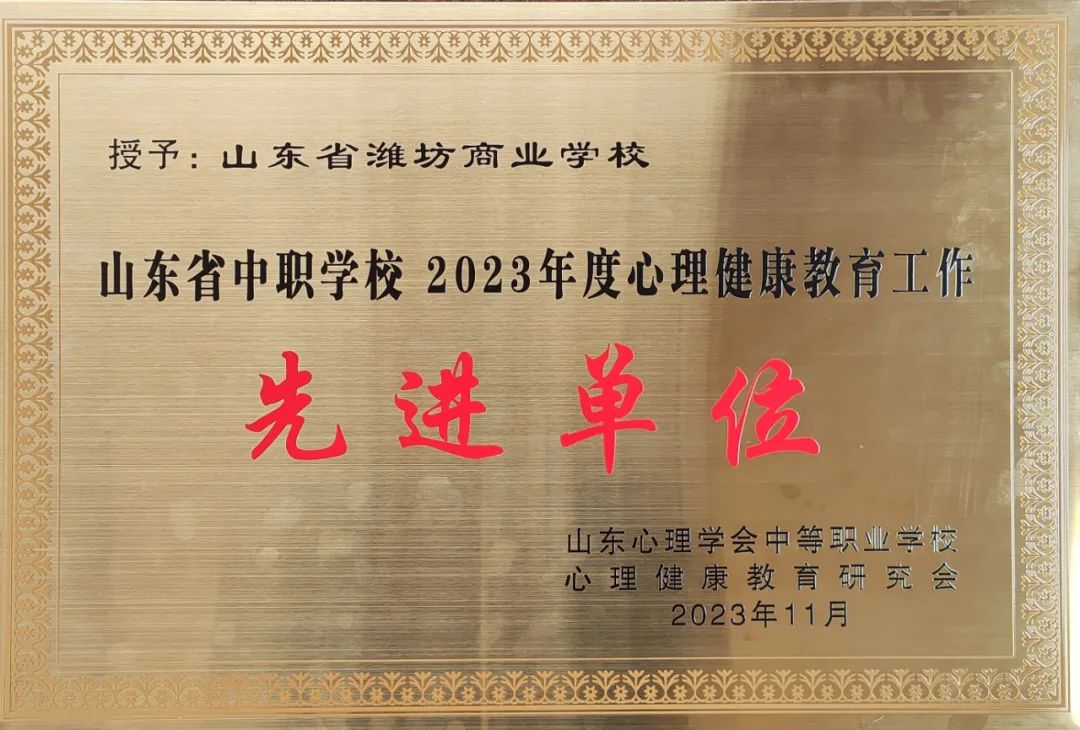 授予：山东省潍坊商业学校
山东省中职学校 2023年度心理健康教育工作
先进单位
山东心理学会中等职业学校
心理健康教育研究会
2023年11月